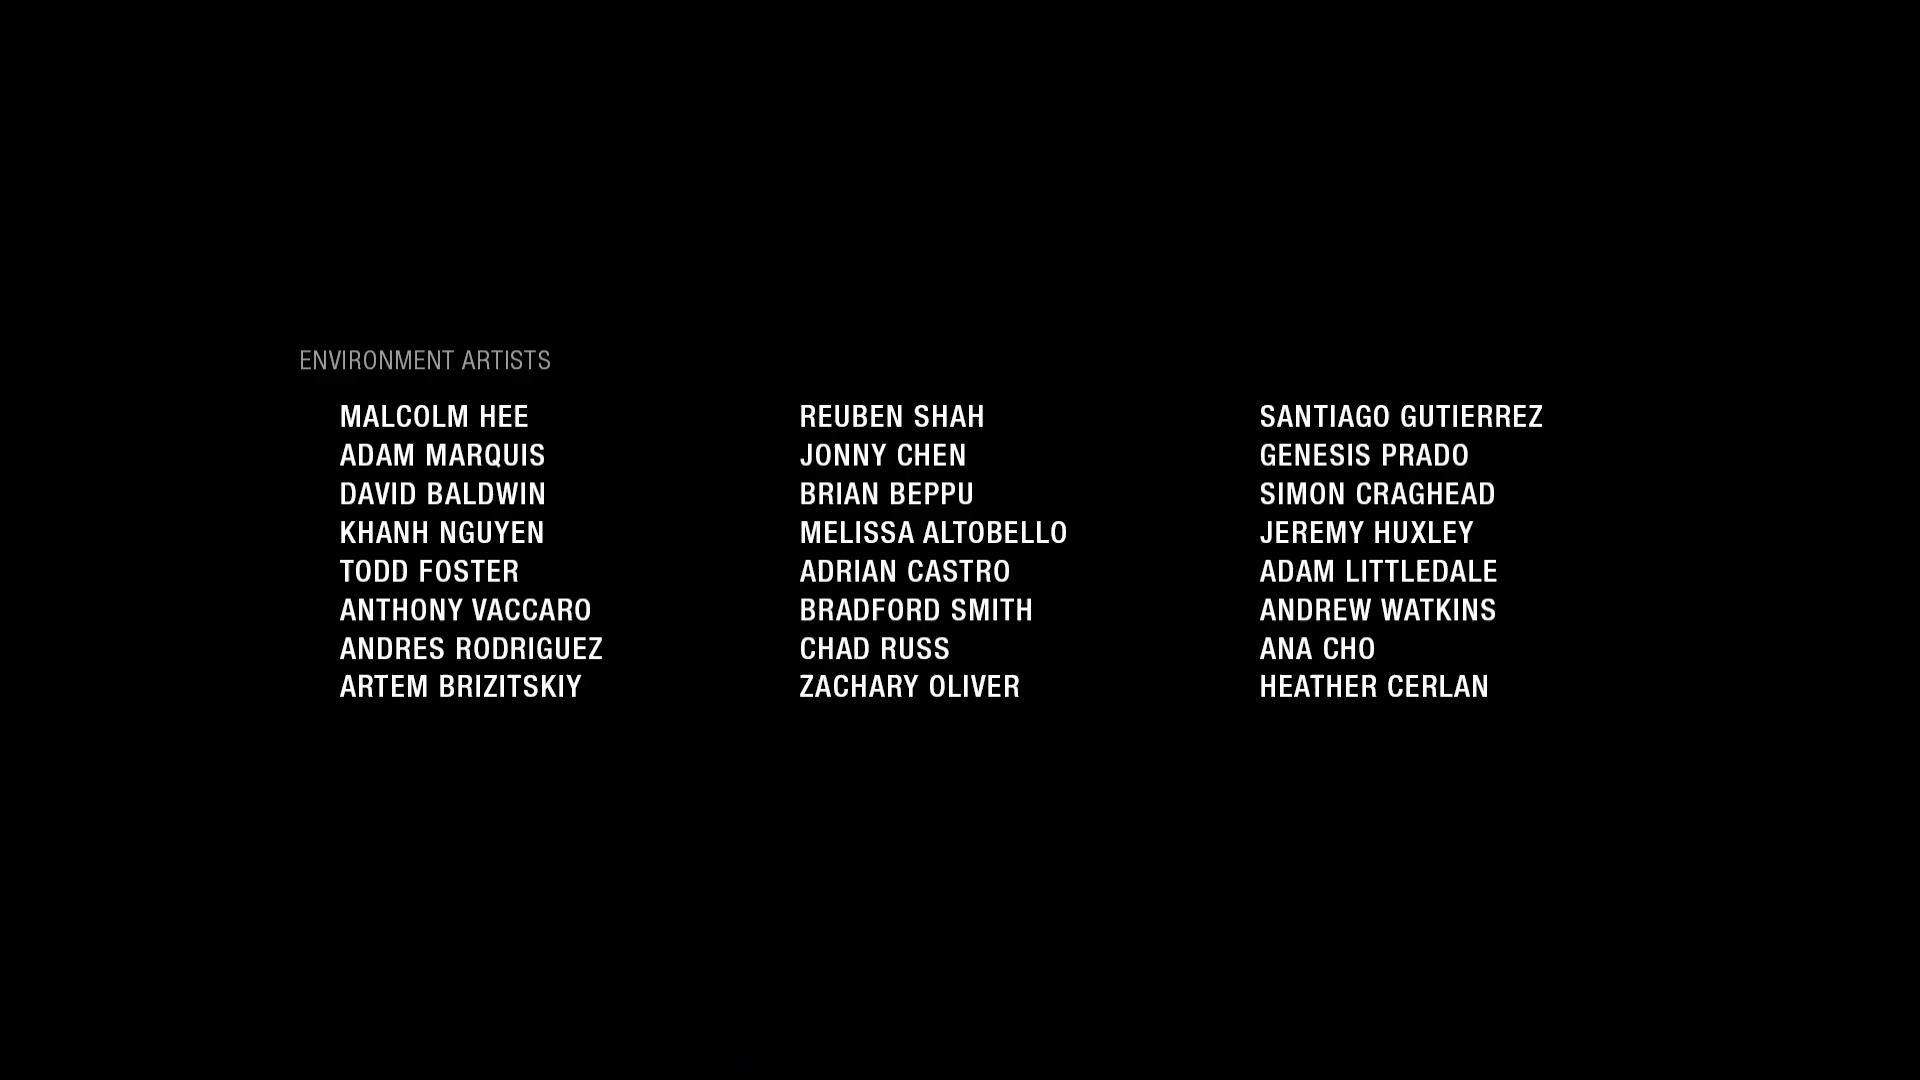 ENVIRONMENT ARTISTS
MALCOLM HEE
ADAM MARQUIS
DAVID BALDWIN
KHANH NGUYEN
TODD FOSTER
ANTHONY VACCARO
ANDRES RODRIGUEZ
ARTEM BRIZITSKIY
REUBEN SHAH
JONNY CHEN
BRIAN BEPPU
MELISSA ALTOBELLO
ADRIAN CASTRO
BRADFORD SMITH
CHAD RUSS
ZACHARY OLIVER
SANTIAGO GUTIERREZ
GENESIS PRADO
SIMON CRAGHEAD
JEREMY HUXLEY
ADAM LITTLEDALE
ANDREW WATKINS
ANA CHO
HEATHER CERLAN